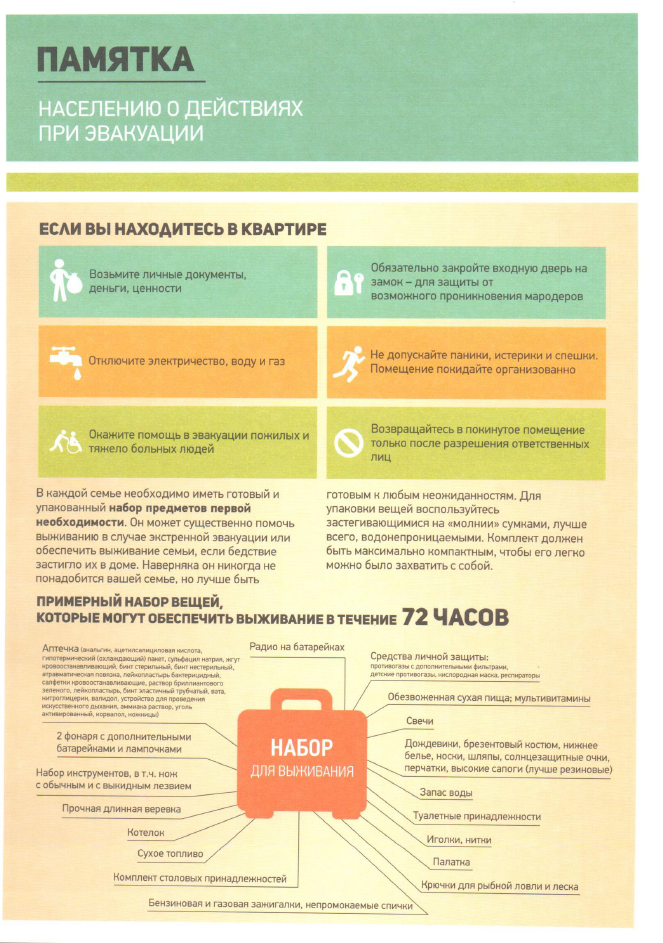 ПАМЯТКА
НАСЕЛЕНИЮ О ДЕЙСТВИЯХ
ПРИ ЭВАКУАЦИИ
ЕСЛИ ВЫ НАХОДИТЕСЬ В КВАРТИРЕ
Возьмите личные документы,
деньги, ценности
Обязательно закройте входную дверь на
замок – для защиты от
возможного проникновения мародеров
Отключите электричество, воду и газ
Не допускайте паники, истерики и спешки.
Помещение покидайте организованно
Окажите помощь в эвакуации пожилых и
тяжело больных людей
Возвращайтесь в покинутое помещение
только после разрешения ответственных
лиц
В каждой семье необходимо иметь готовый и
упакованный набор предметов первой
необходимости. Он может существенно помочь
выживанию в случае экстренной эвакуации или
обеспечить выживание семьи, если бедствие
застигло их в доме. Наверняка он никогда не
понадобится вашей семье, но лучше быть
готовым к любым неожиданностям. Для
упаковки вещей воспользуйтесь
застегивающимися на «молнии» сумками, лучше
всего, водонепроницаемыми. Комплект должен
быть максимально компактным, чтобы его легко
можно было захватить с собой.
ПРИМЕРНЫЙ НАБОР ВЕЩЕЙ,
КОТОРЫЕ МОГУТ ОБЕСПЕЧИТЬ ВЫЖИВАНИЕ В ТЕЧЕНИЕ 72 ЧАСОВ
Аптечка (анальгин, ацетилсалициловая кислота,
гипотермический (охлаждающий) пакет, сульфацил натрия, жгут
кровоостанавливающий, бинт стерильный, бинт нестерильный,
атравматическая повязка, лейкопластырь бактерицидный,
салфетки кровоостанавливающие, раствор бриллиантового
зеленого, лейкопластырь, бинт эластичный трубчатый, вата,
нитроглицерин, валидол, устройство для проведения
искусственного дыхания, аммиака раствор, уголь
активированный, корвалол, ножницы)
2 фонаря с дополнительными
батарейками и лампочками
Набор инструментов, в т.ч. нож
с обычным и с выкидным лезвием
Прочная длинная веревка
Котелок
Сухое топливо
Комплект столовых принадлежностей
Бензиновая и газовая зажигалки, непромокаемые спички
Радио на батарейках
НАБОР
ДЛЯ ВЫЖИВАНИЯ
Средства личной защиты:
противогазы с дополнительными фильтрами,
детские противогазы, кислородная маска, респираторы
Обезвоженная сухая пища; мультивитамины
Свечи
Дождевики, брезентовый костюм, нижнее
белье, носки, шляпы, солнцезащитные очки,
перчатки, высокие сапоги (лучше резиновые)
Запас воды
Туалетные принадлежности
Иголки, нитки
Палатка
Крючки для рыбной ловли и леска